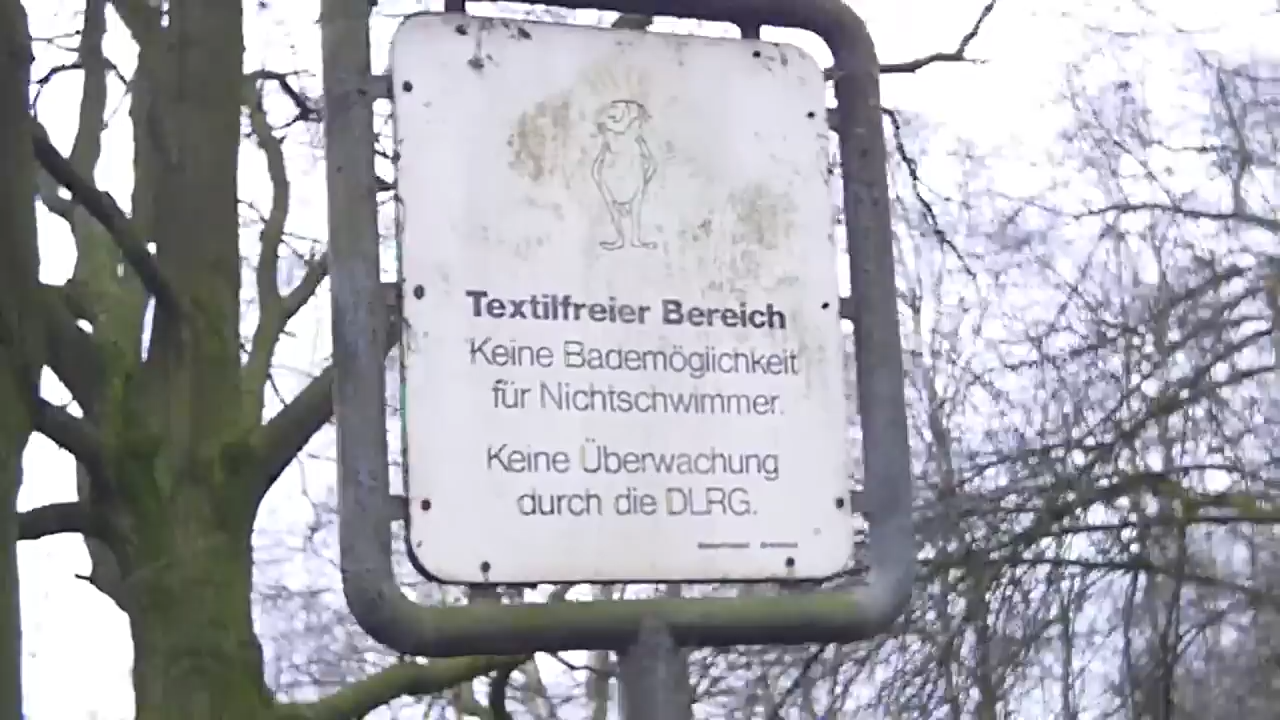 Textilfreier Bereich
Keine Bademöglichkeit
für Nichtschwimmer.
Keine Überwachung
durch die DLRG.